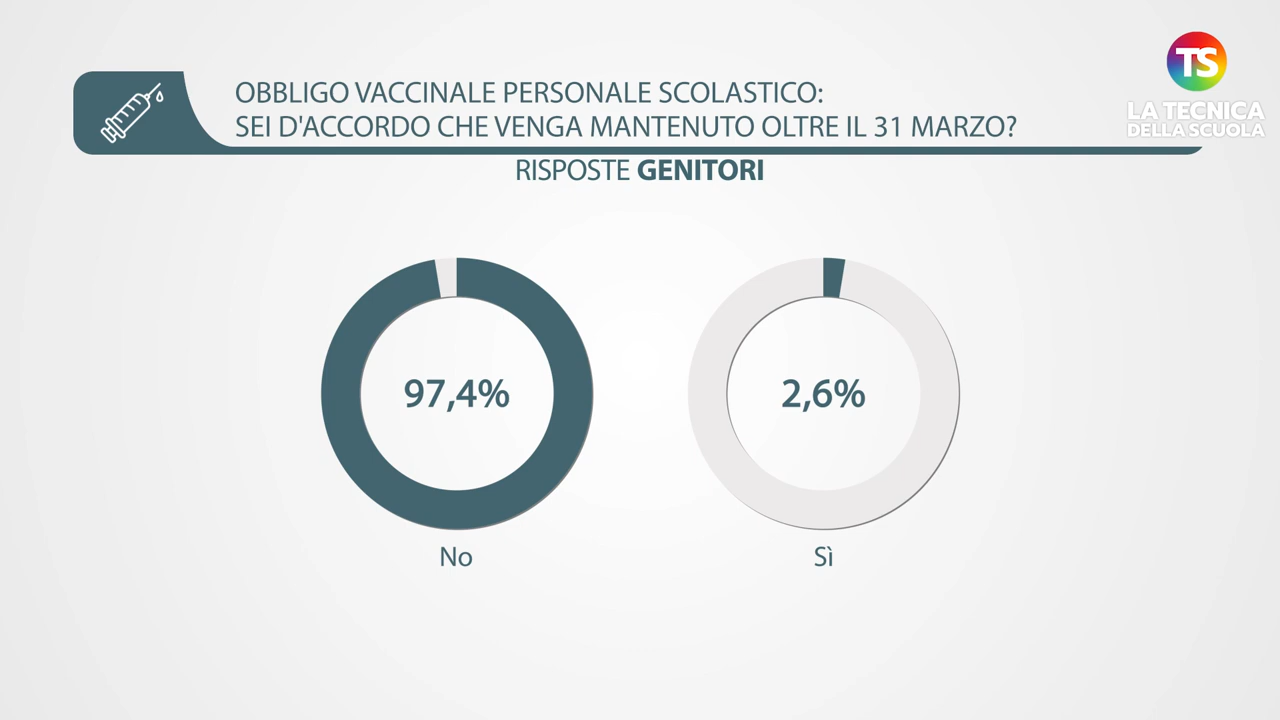 TS
LA TECNICA
DELLA SCUOLA
OBBLIGO VACCINALE PERSONALE SCOLASTICO:
SEI D'ACCORDO CHE VENGA MANTENUTO OLTRE IL 31 MARZO?
RISPOSTE GENITORI
97,4%
2,6%
No
Sì